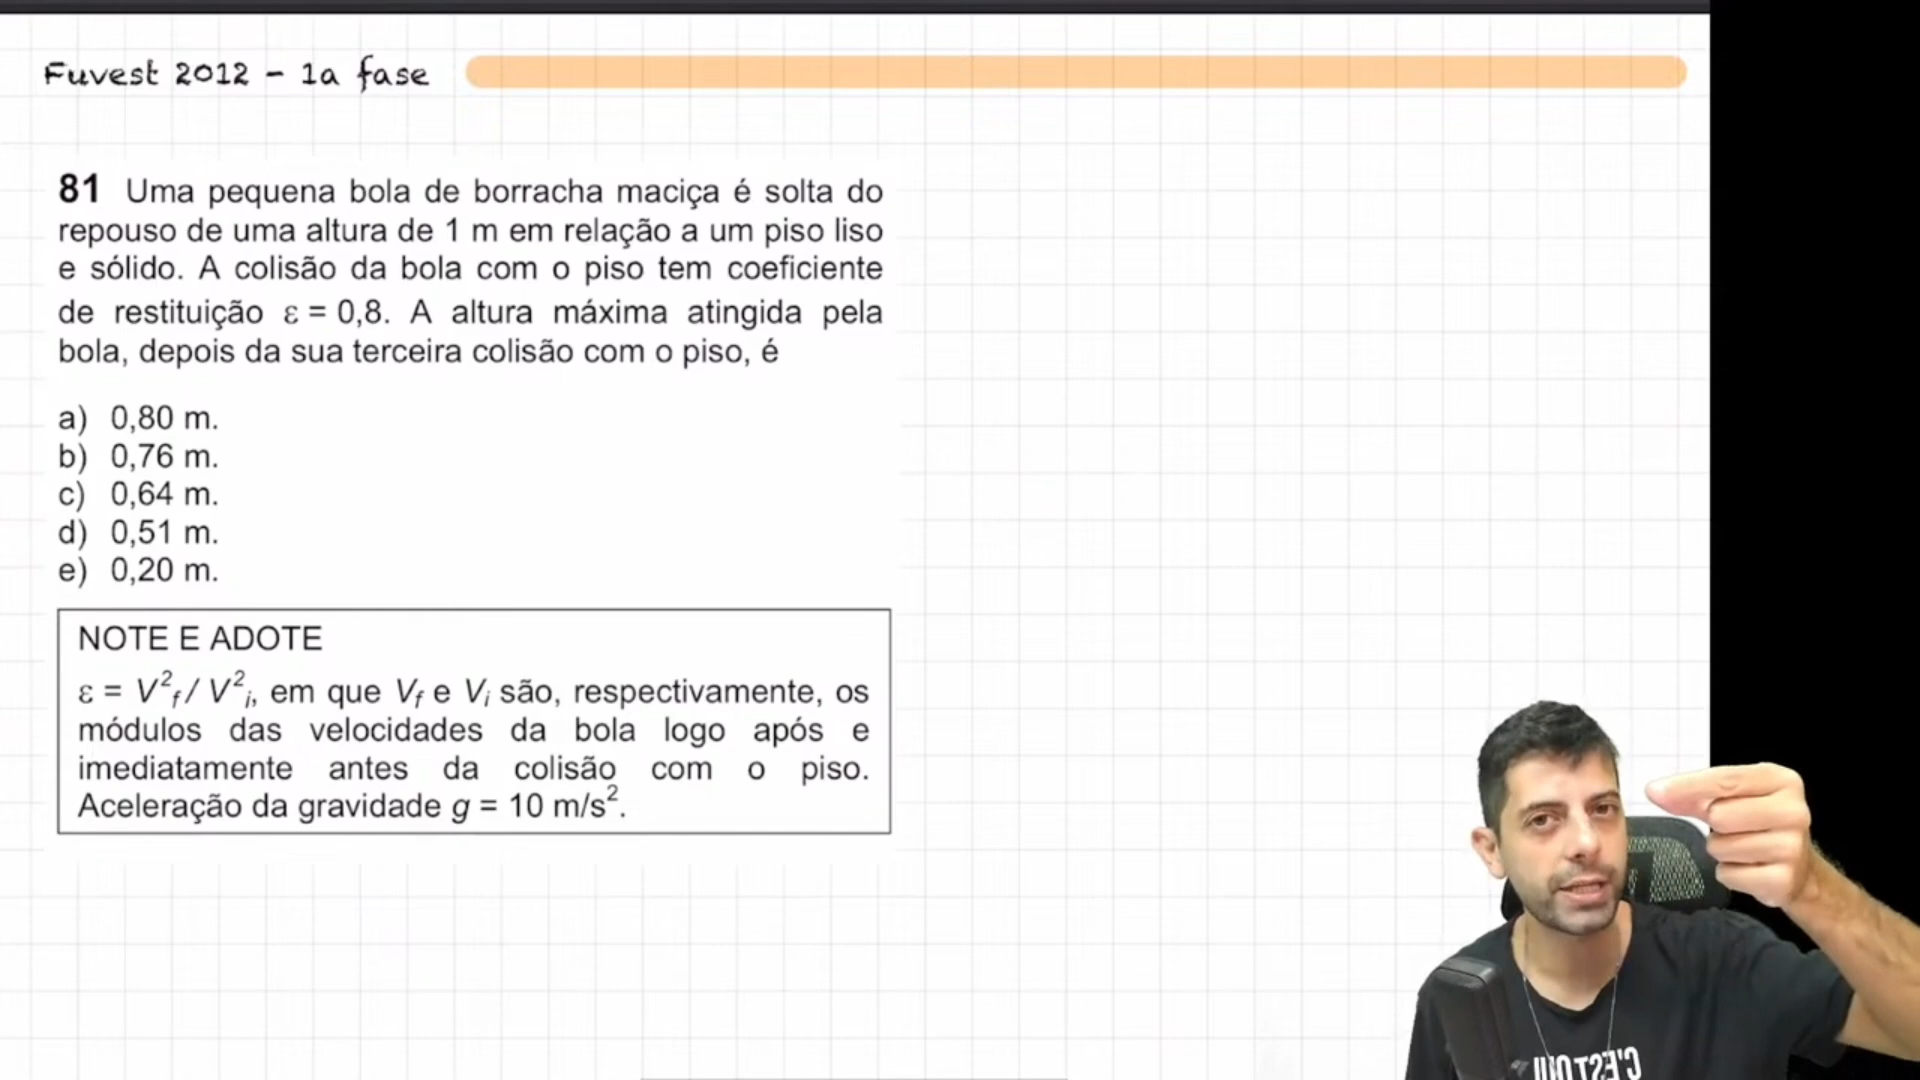 Fuvest 2012 - 1a fase
81 Uma pequena bola de borracha maciça é solta do
repouso de uma altura de 1 m em relação a um piso liso
e sólido. A colisão da bola com o piso tem coeficiente
de restituição ε = 0,8. A altura máxima atingida pela
bola, depois da sua terceira colisão com o piso, é
a) 0,80 m.
b) 0,76 m.
c) 0,64 m.
d) 0,51 m.
e) 0,20 m.
NOTE E ADOTE
ε = V²f / V²i, em que Vf e Vi são, respectivamente, os
módulos das velocidades da bola logo após e
imediatamente antes da colisão com o piso.
Aceleração da gravidade g = 10 m/s².
C'EST